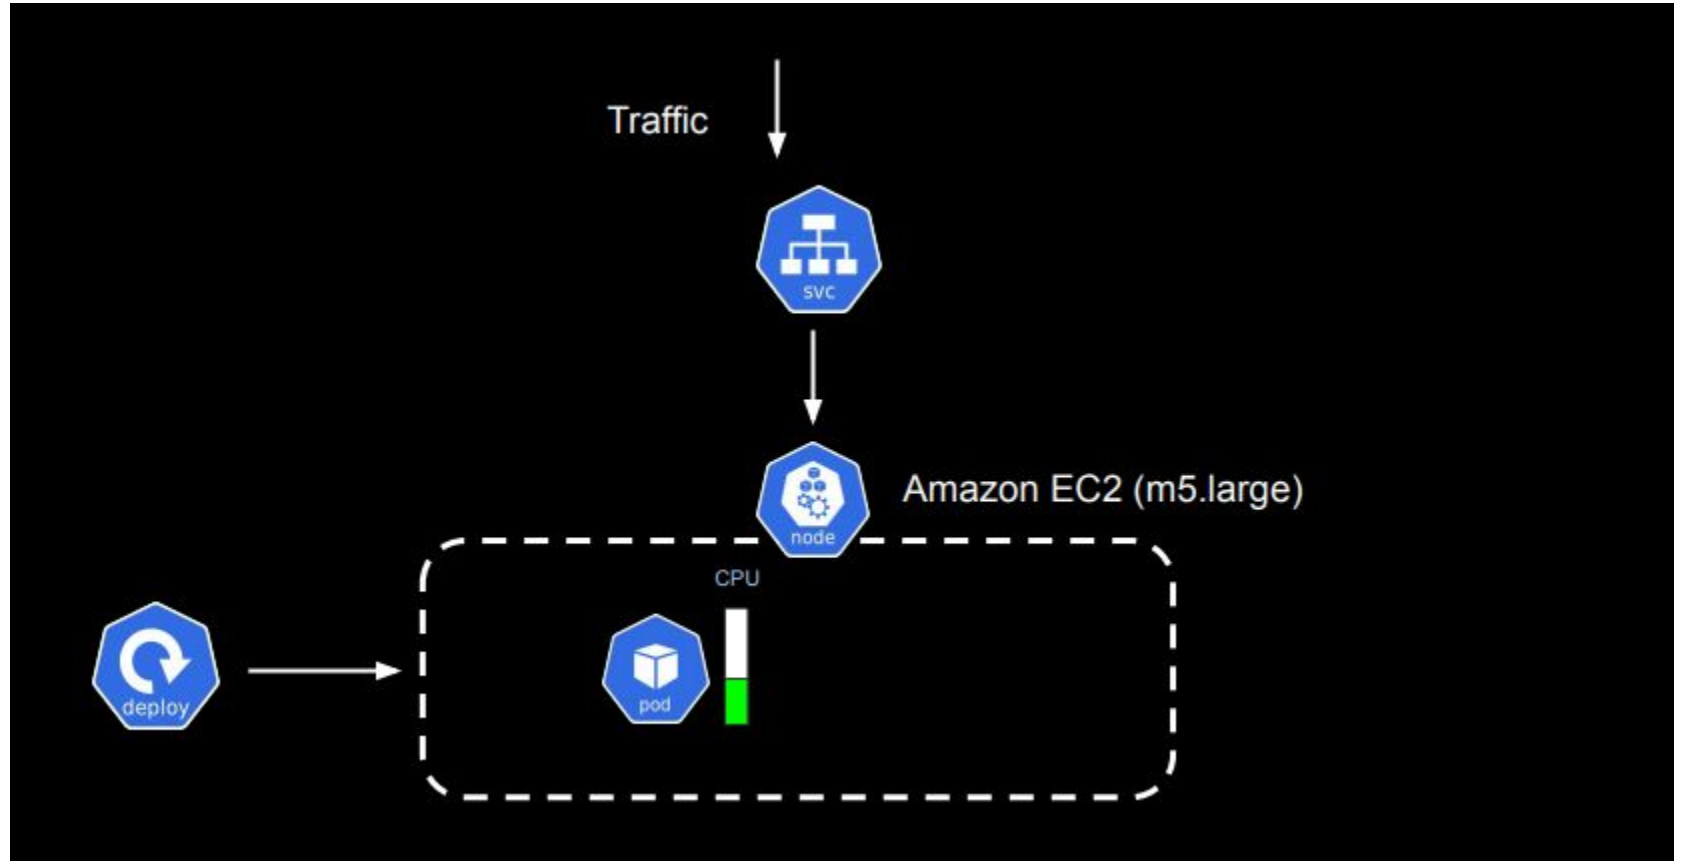 Traffic
svc
Amazon EC2 (m5.large)
node
CPU
deploy
pod